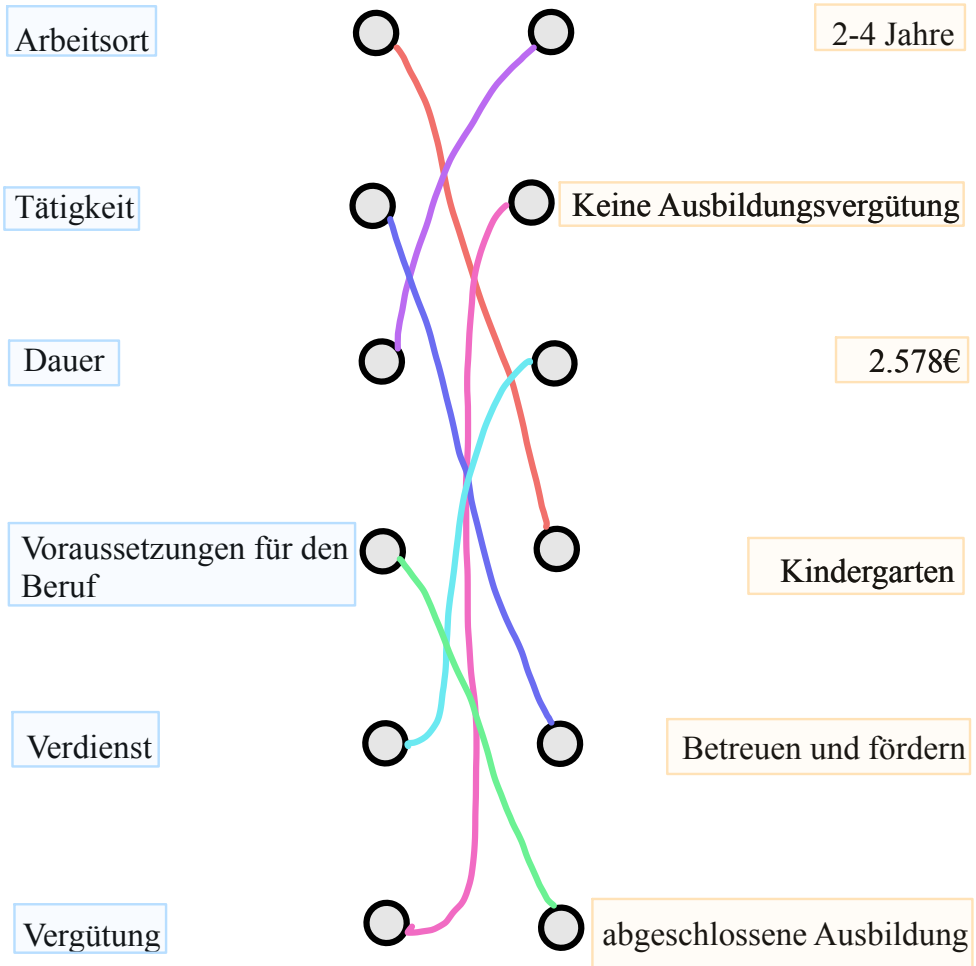 Arbeitsort
2-4 Jahre
Tätigkeit
Keine Ausbildungsvergütung
Dauer
2.578€
Voraussetzungen für den
Beruf
Kindergarten
Verdienst
Betreuen und fördern
Vergütung
abgeschlossene Ausbildung